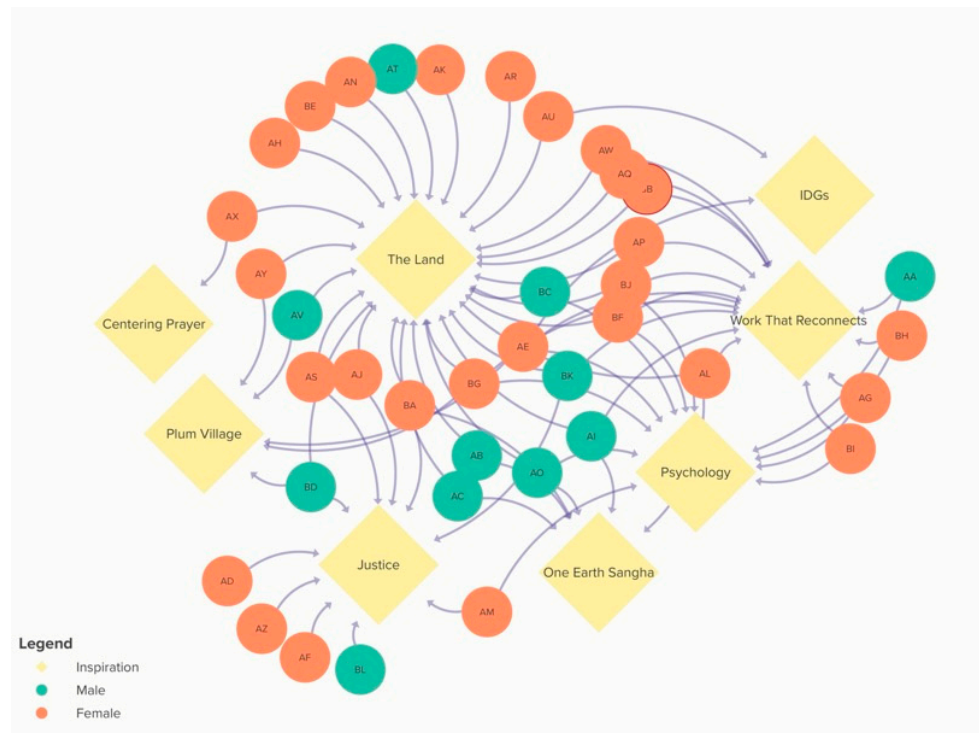 AT
AK
AN
AR
BE
AU
AH
AW
AQ
IDGs
AX
AP
The Land
AY
AA
BJ
BC
AV
BF
Work That Reconnects
Centering Prayer
BH
AE
AL
AJ
AS
BK
BG
AG
BA
Plum Village
AI
BI
AB
AO
Psychology
BD
AC
Justice
One Earth Sangha
AD
AM
AZ
AF
BL
Legend
Inspiration
Male
Female